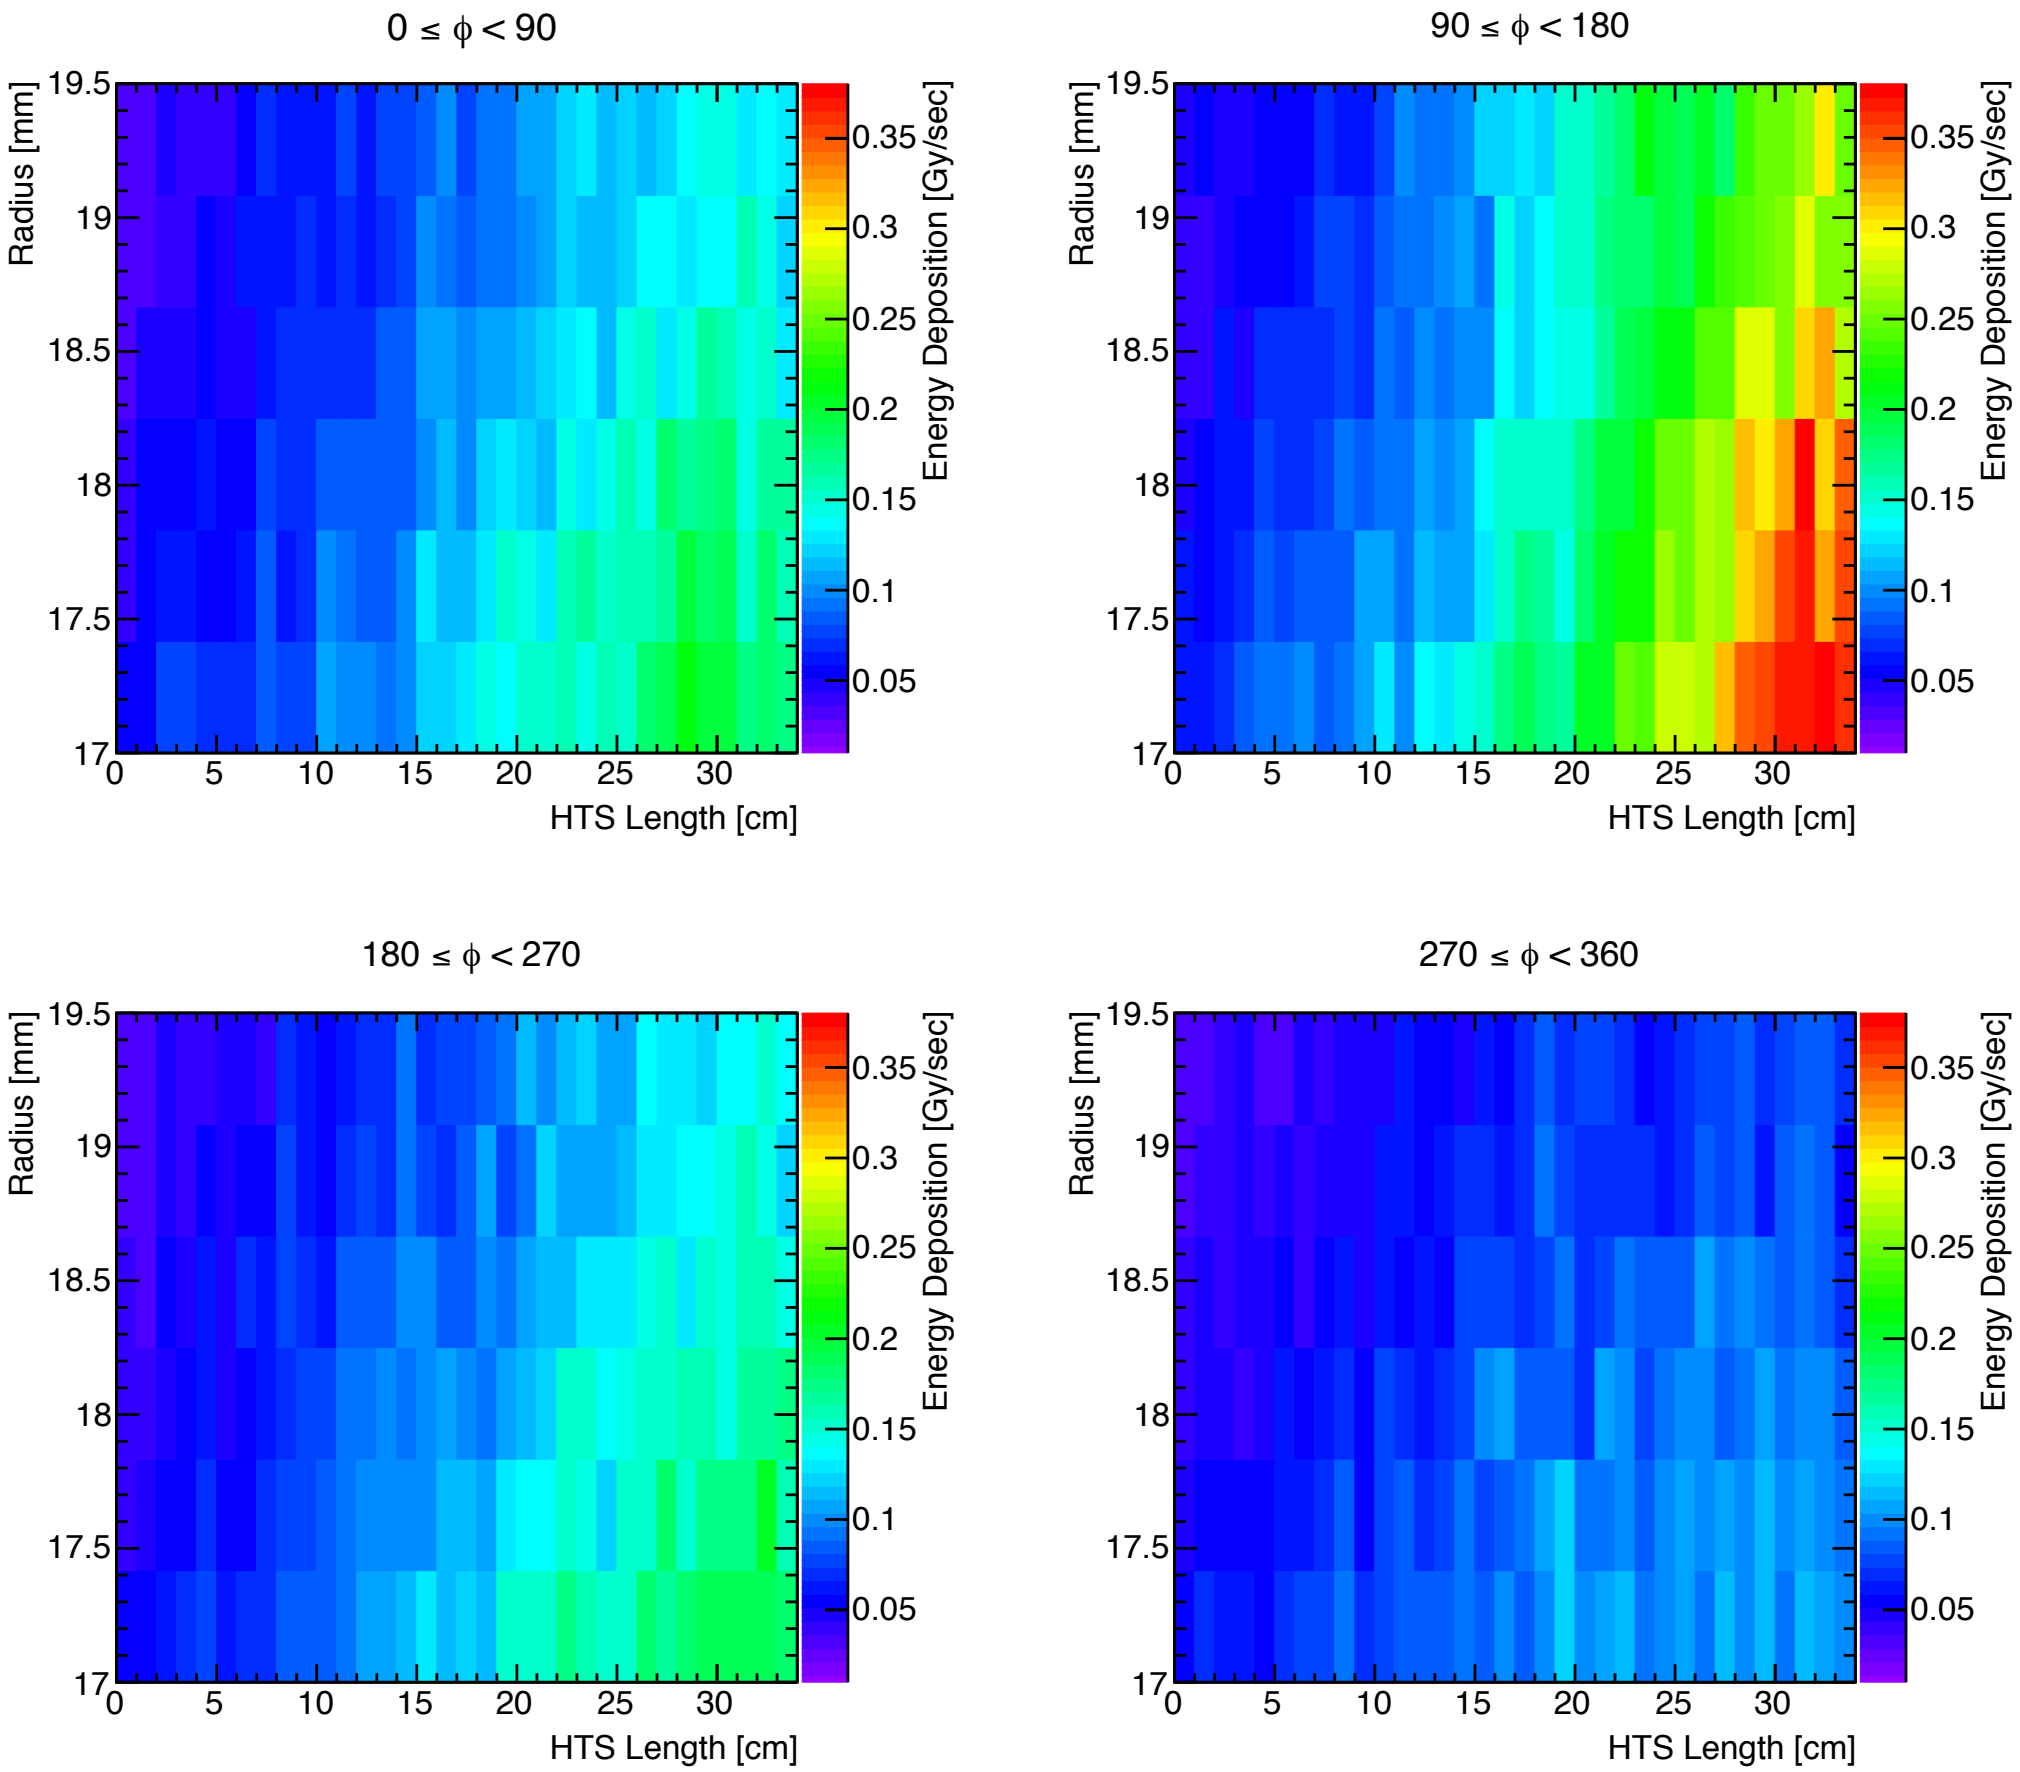 0 ≤ ϕ < 90
Radius [mm]
19.5
19
18.5
18
17.5
17
0 5 10 15 20 25 30
HTS Length [cm]
0.35
0.3
0.25
0.2
0.15
0.1
0.05
Energy Deposition [Gy/sec]
90 ≤ ϕ < 180
Radius [mm]
19.5
19
18.5
18
17.5
17
0 5 10 15 20 25 30
HTS Length [cm]
0.35
0.3
0.25
0.2
0.15
0.1
0.05
Energy Deposition [Gy/sec]
180 ≤ ϕ < 270
Radius [mm]
19.5
19
18.5
18
17.5
17
0 5 10 15 20 25 30
HTS Length [cm]
0.35
0.3
0.25
0.2
0.15
0.1
0.05
Energy Deposition [Gy/sec]
270 ≤ ϕ < 360
Radius [mm]
19.5
19
18.5
18
17.5
17
0 5 10 15 20 25 30
HTS Length [cm]
0.35
0.3
0.25
0.2
0.15
0.1
0.05
Energy Deposition [Gy/sec]